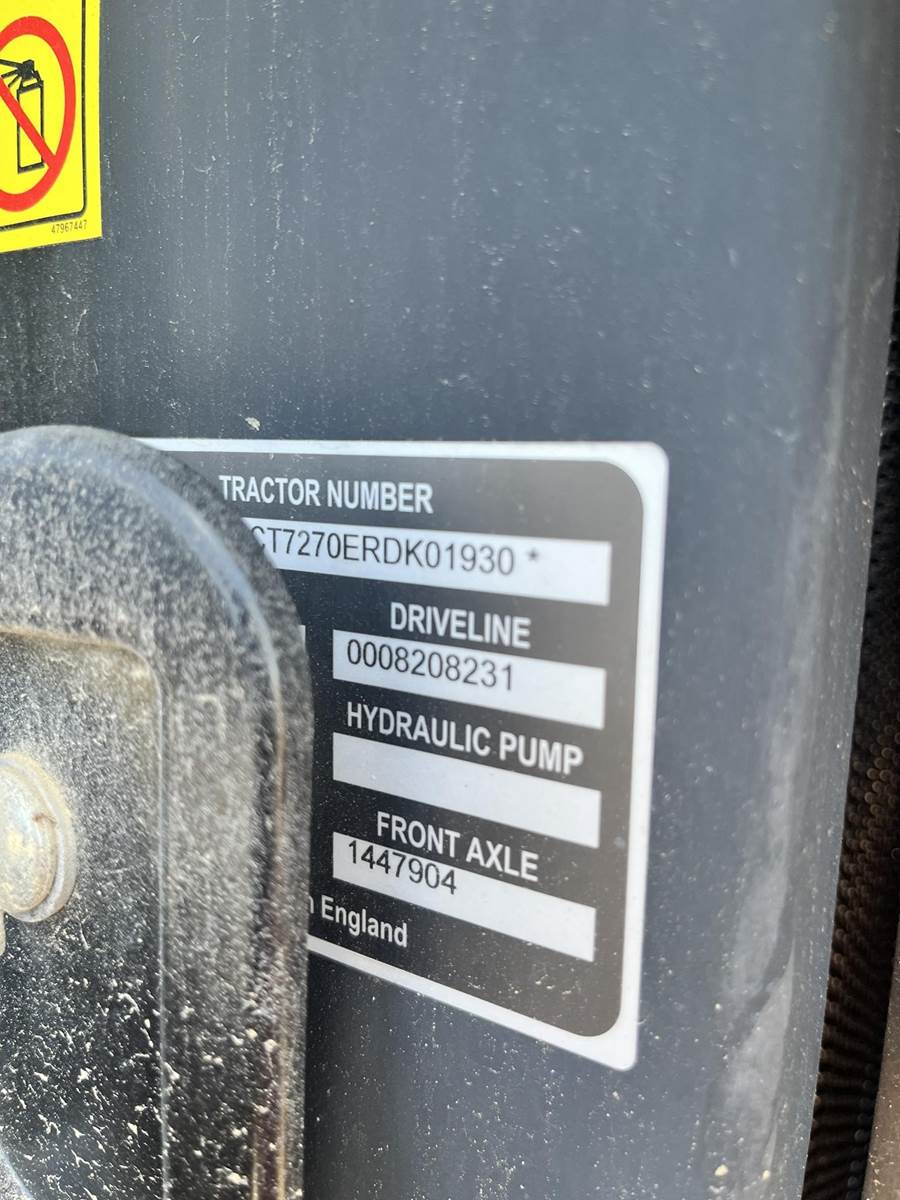 47967447
TRACTOR NUMBER
CT7270ERDK01930 *
DRIVELINE
0008208231
HYDRAULIC PUMP
FRONT AXLE
1447904
England